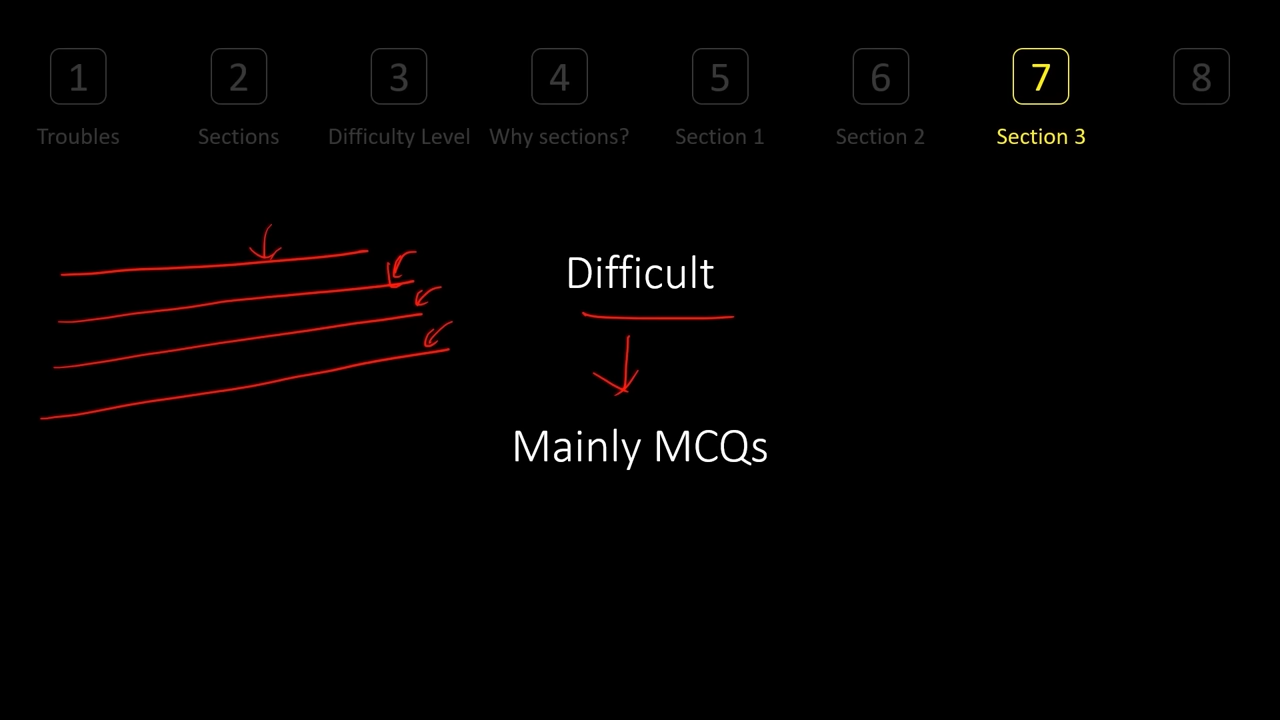 1 2 3 4 5 6 7 8
Troubles Sections Difficulty Level Why sections? Section 1 Section 2 Section 3
Difficult
Mainly MCQs